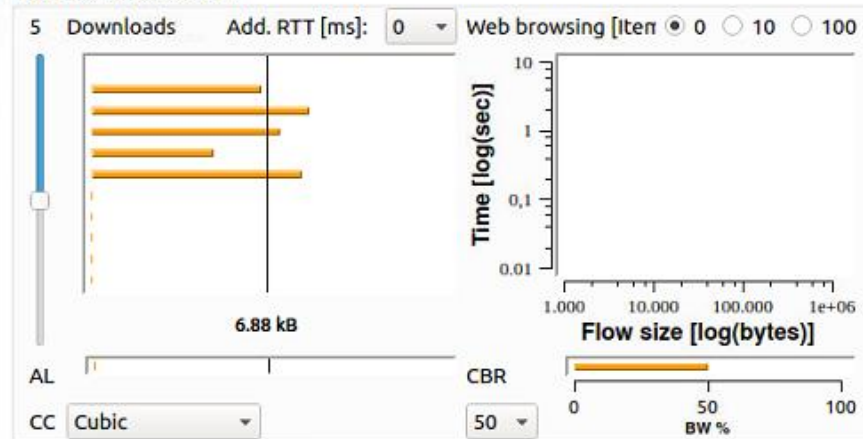 5 Downloads Add. RTT [ms]: 0 Web browsing [Iten 0 10 100
10
1
0,1
0.01
Time [log(sec)]
1.000 10.000 100.000 1e+06
Flow size [log(bytes)]
6.88 kB
AL
CBR
0 50 100
BW %
CC Cubic
50